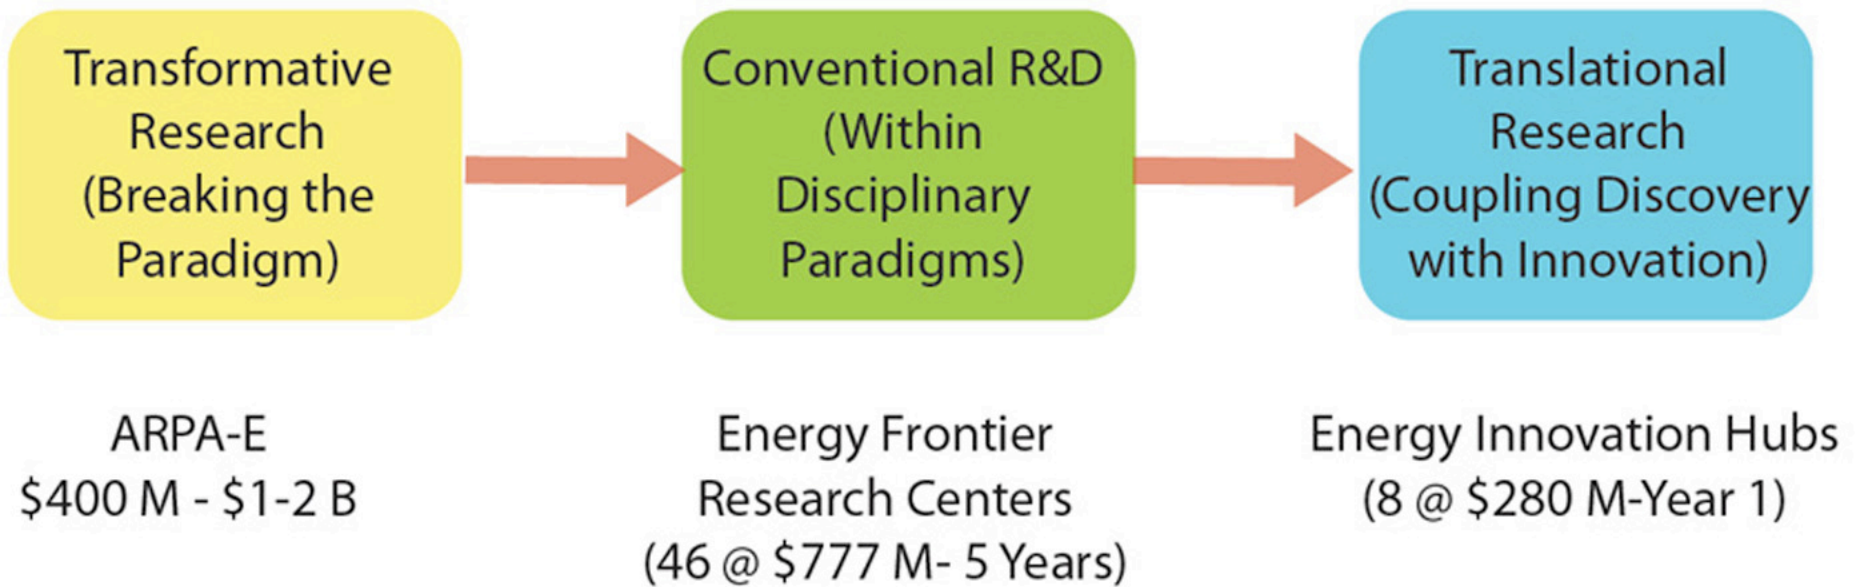 Transformative
Research
(Breaking the
Paradigm)
Conventional R&D
(Within
Disciplinary
Paradigms)
Translational
Research
(Coupling Discovery
with Innovation)
ARPA-E
$400 M - $1-2 B
Energy Frontier
Research Centers
(46 @ $777 M- 5 Years)
Energy Innovation Hubs
(8 @ $280 M-Year 1)